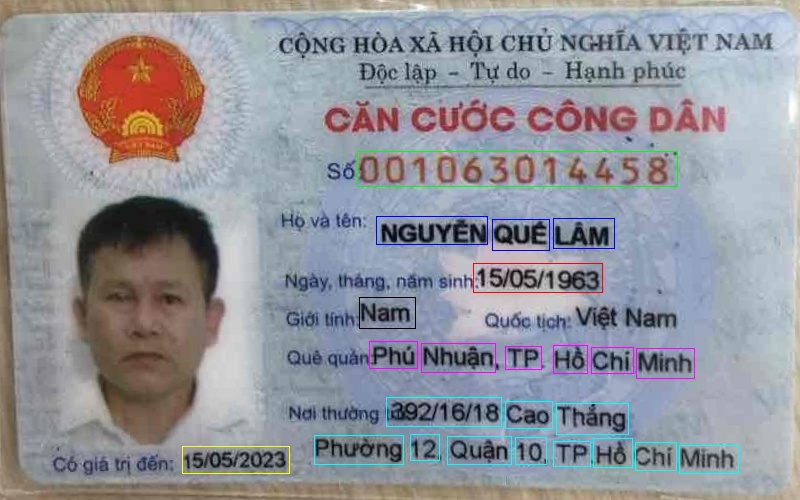 CỘNG HÒA XÃ HỘI CHỦ NGHĨA VIỆT NAM
Độc lập - Tự do - Hạnh phúc
CĂN CƯỚC CÔNG DÂN
Số: 001063014458
Họ và tên: NGUYỄN QUẾ LÂM
Ngày, tháng, năm sinh: 15/05/1963
Giới tính: Nam Quốc tịch: Việt Nam
Quê quán: Phú Nhuận, TP. Hồ Chí Minh
Nơi thường 392/16/18 Cao Thắng
Phường 12, Quận 10, TP. Hồ Chí Minh
Có giá trị đến: 15/05/2023